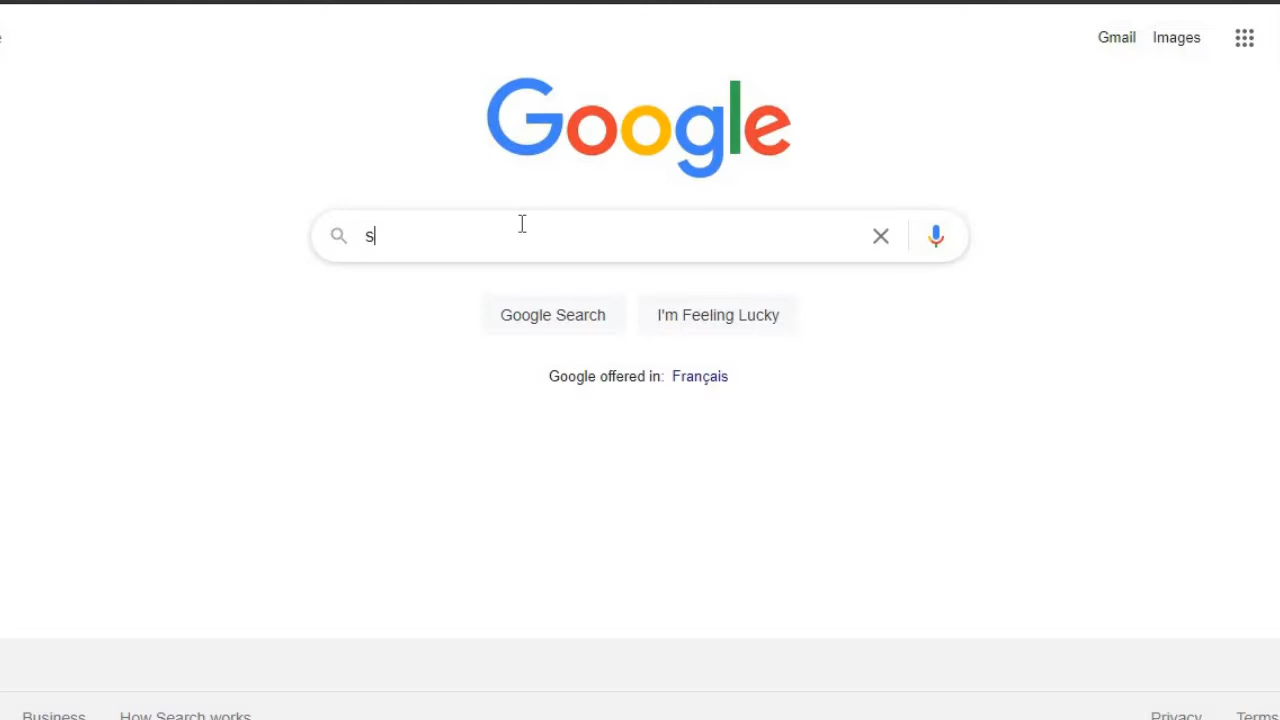 Gmail Images
Google
s
Google Search I'm Feeling Lucky
Google offered in: Français
Business How Search works Privacy Terms